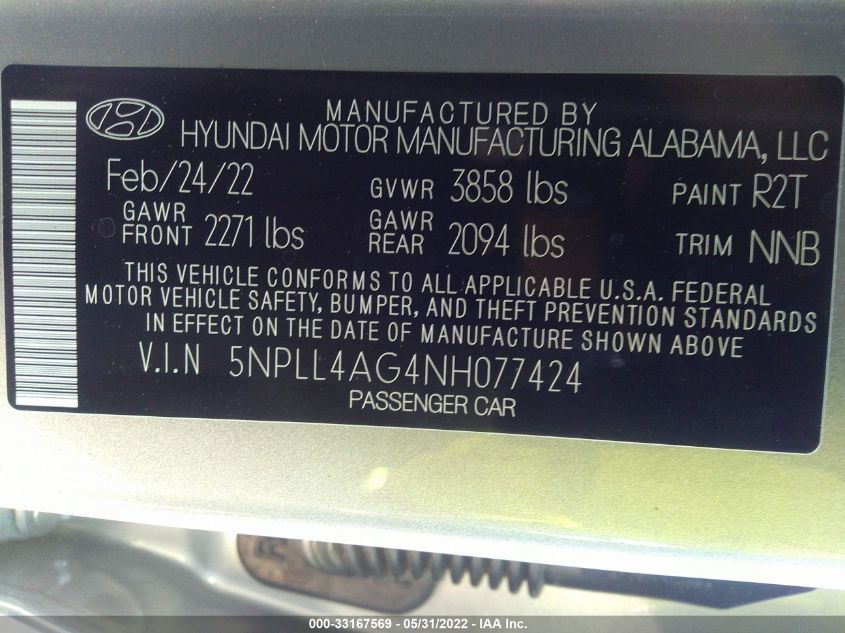 MANUFACTURED BY
HYUNDAI MOTOR MANUFACTURING ALABAMA, LLC
Feb/24/22 GVWR 3858 lbs PAINT R2T
GAWR FRONT 2271 lbs GAWR REAR 2094 lbs TRIM NNB
THIS VEHICLE CONFORMS TO ALL APPLICABLE U.S.A. FEDERAL
MOTOR VEHICLE SAFETY, BUMPER, AND THEFT PREVENTION STANDARDS
IN EFFECT ON THE DATE OF MANUFACTURE SHOWN ABOVE
V.I.N 5NPLL4AG4NH077424
PASSENGER CAR
000-33167569 - 05/31/2022 - IAA Inc.